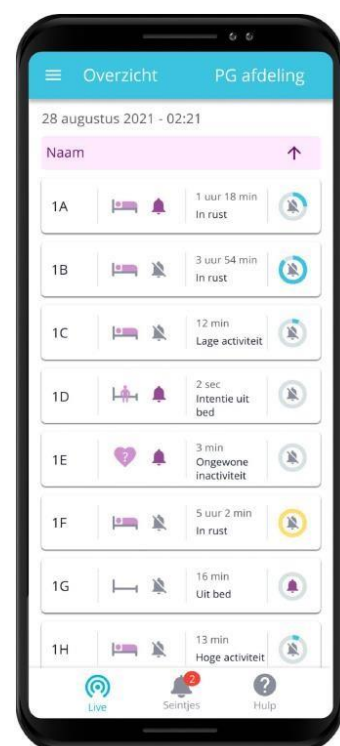 Overzicht PG afdeling
28 augustus 2021 - 02:21
Naam
1A
1 uur 18 min
In rust
1B
3 uur 54 min
In rust
1C
12 min
Lage activiteit
1D
2 sec
Intentie uit
bed
1E
?
3 min
Ongewone
inactiviteit
1F
5 uur 2 min
In rust
1G
16 min
Uit bed
1H
13 min
Hoge activiteit
2
?
Live Seintjes Hulp